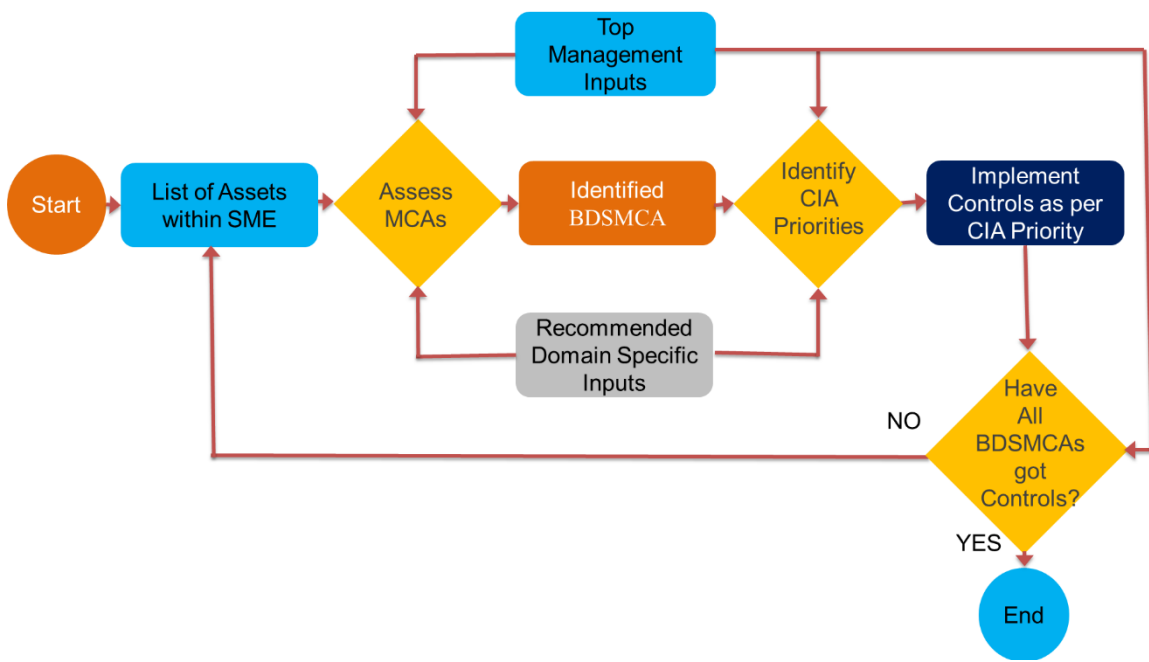 Top
Management
Inputs
Start
List of Assets
within SME
Assess
MCAs
Identified
BDSMCA
Identify
CIA
Priorities
Implement
Controls as per
CIA Priority
Recommended
Domain Specific
Inputs
NO
Have
All
BDSMCAs
got
Controls?
YES
End